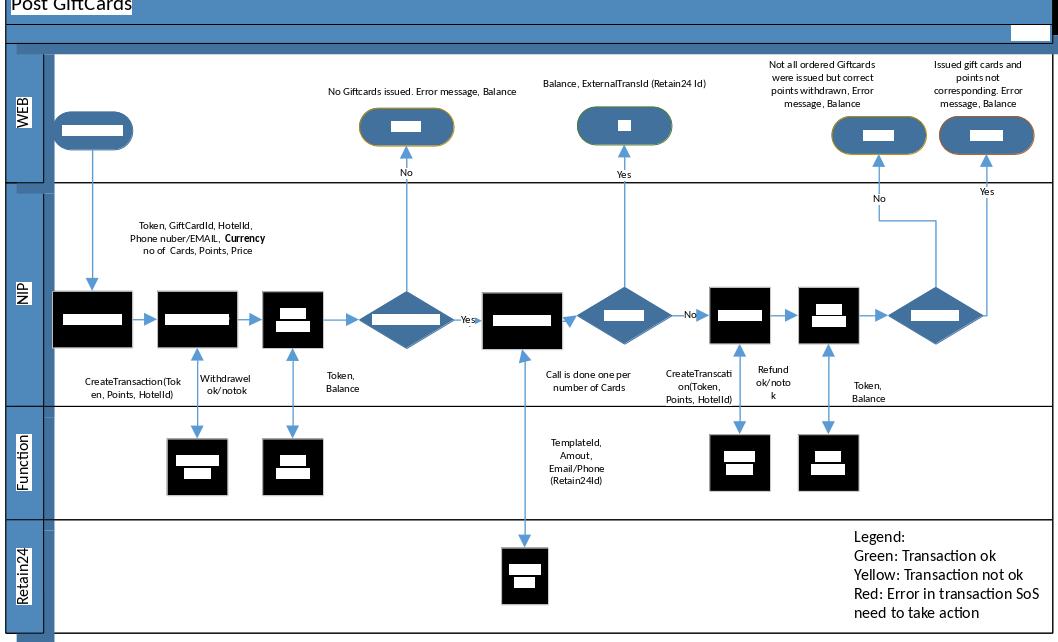 Post GiftCards
WEB
No Giftcards issued. Error message, Balance
Balance, ExternalTransId (Retain24 Id)
Not all ordered Giftcards
were issued but correct
points withdrawn, Error
message, Balance
Issued gift cards and
points not
corresponding. Error
message, Balance
No
Yes
No
Yes
NIP
Token, GiftCardId, HotelId,
Phone nuber/EMAIL, Currency
no of Cards, Points, Price
Yes
No
CreateTransaction(Tok
en, Points, HotelId)
Withdrawel
ok/notok
Token,
Balance
Call is done one per
number of Cards
CreateTranscati
on(Token,
Points, HotelId)
Refund
ok/noto
k
Token,
Balance
Function
TemplateId,
Amout,
Email/Phone
(Retain24Id)
Retain24
Legend:
Green: Transaction ok
Yellow: Transaction not ok
Red: Error in transaction SoS
need to take action